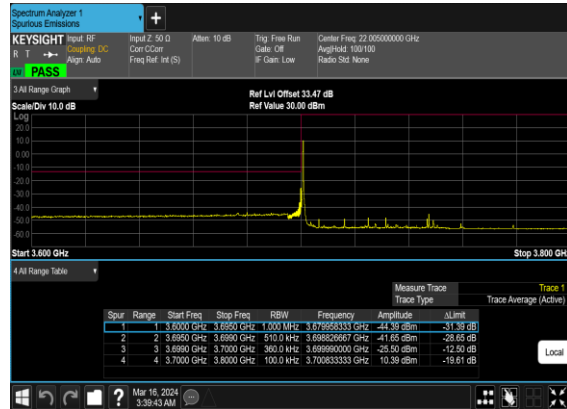 Spectrum Analyzer 1
Spurious Emissions
KEYSIGHT Input: RF Input Z: 50 Ω Atten: 10 dB Trig: Free Run Center Freq: 22.005000000 GHz
R T Coupling: DC Corr CCorr Gate: Off Avg|Hold: 100/100
Align: Auto Freq Ref: Int (S) IF Gain: Low Radio Std: None
PASS
3 All Range Graph
Ref Lvl Offset 33.47 dB
Scale/Div 10.0 dB Ref Value 30.00 dBm
Log
20.0
10.0
0.00
-10.0
-20.0
-30.0
-40.0
-50.0
-60.0
Start 3.600 GHz Stop 3.800 GHz
4 All Range Table
Measure Trace Trace 1
Trace Type Trace Average (Active)
Spur Range Start Freq Stop Freq RBW Frequency Amplitude ΔLimit
1 1 3.6000 GHz 3.6950 GHz 1.000 MHz 3.679958333 GHz -44.39 dBm -31.39 dB
2 2 3.6950 GHz 3.6990 GHz 510.0 kHz 3.698826667 GHz -41.65 dBm -28.65 dB
3 3 3.6990 GHz 3.7000 GHz 360.0 kHz 3.699990000 GHz -25.50 dBm -12.50 dB
4 4 3.7000 GHz 3.8000 GHz 100.0 kHz 3.700833333 GHz 10.39 dBm -19.61 dB
Local
Mar 16, 2024
3:39:43 AM